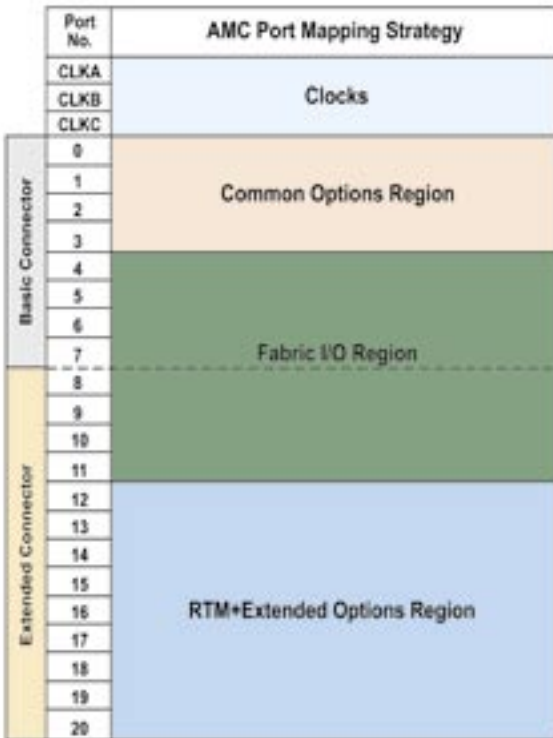 Port No.
AMC Port Mapping Strategy
CLKA
CLKB
CLKC
Clocks
Basic Connector
0
1
2
3
Common Options Region
4
5
6
7
Fabric I/O Region
Extended Connector
8
9
10
11
12
13
14
15
16
17
18
19
20
RTM+Extended Options Region